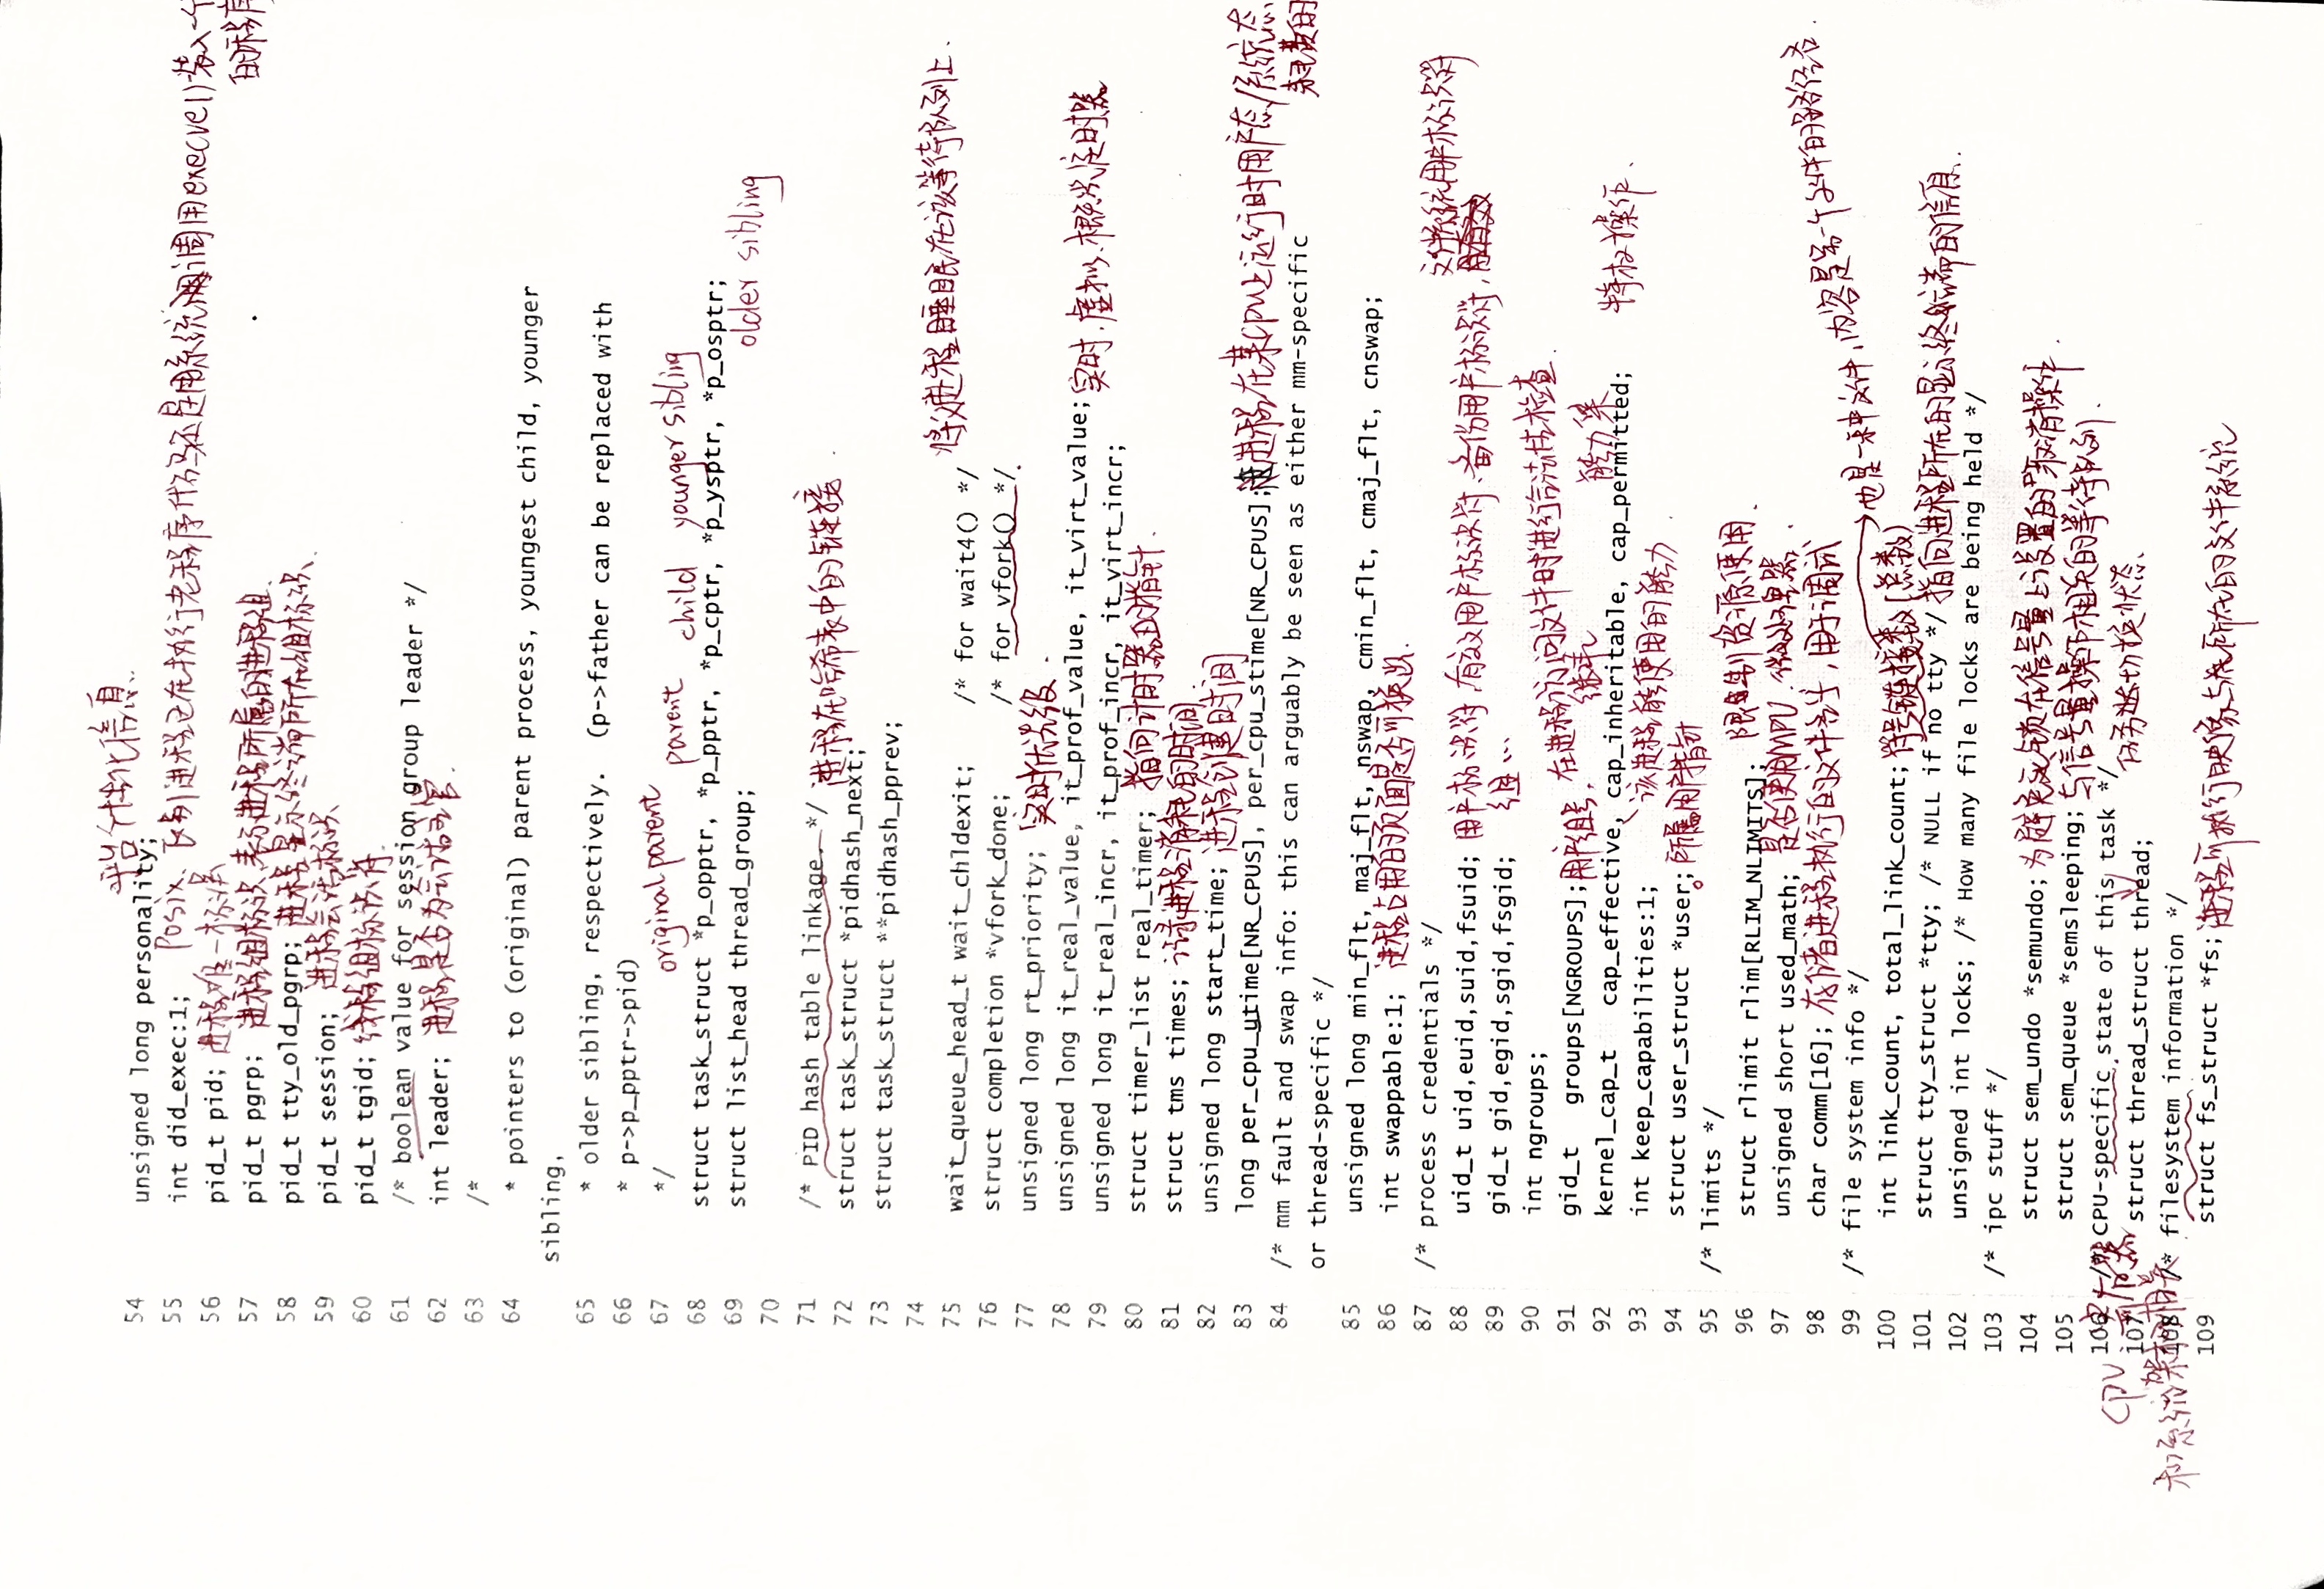 平台个性化信息.
54 unsigned long personality;
55 int did_exec:1; Posix、区别进程已在执行老程序代码还是用系统调用execve()装入一个
的程序
56 pid_t pid; 进程唯一标误
57 pid_t pgrp; 进程组标识、表示进程所属的进程组.
58 pid_t tty_old_pgrp; 进程显示终端所在组标识.
59 pid_t session; 进程会话标识
60 pid_t tgid; 线程组标识符.
61 /* boolean value for session group leader */
62 int leader; 进程是否为会话主管.
63 /*
64 * pointers to (original) parent process, youngest child, younger
sibling,
65 * older sibling, respectively. (p->father can be replaced with
66 * p->p_pptr->pid)
67 */
original parent parent child younger sibling
68 struct task_struct *p_opptr, *p_pptr, *p_cptr, *p_ysptr, *p_osptr;
older sibling
69 struct list_head thread_group;
70
71 /* PID hash table linkage. */ 进程在哈希表中的链接.
72 struct task_struct *pidhash_next;
73 struct task_struct **pidhash_pprev;
74
75 wait_queue_head_t wait_chldexit; /* for wait4() */ 将父进程睡眠在该等待队列上.
76 struct completion *vfork_done; /* for vfork() */
77 unsigned long rt_priority; 实时优先级.
78 unsigned long it_real_value, it_prof_value, it_virt_value; 实时、虚拟、概况定时器
79 unsigned long it_real_incr, it_prof_incr, it_virt_incr;
80 struct timer_list real_timer; 指向计时器的指针.
81 struct tms times; 记录进程消耗的时间.
82 unsigned long start_time; 进程创建时间
83 long per_cpu_utime[NR_CPUS], per_cpu_stime[NR_CPUS]; 进程在某CPU上运行时用户态/系统态
耗费的
84 /* mm fault and swap info: this can arguably be seen as either mm-specific
or thread-specific */
85 unsigned long min_flt, maj_flt, nswap, cmin_flt, cmaj_flt, cnswap;
86 int swappable:1; 进程占用的页面是否可换出.
87 /* process credentials */
文件系统用户标识符
88 uid_t uid,euid,suid,fsuid; 用户标识符,有效用户标识符、备份用户标识符,
89 gid_t gid,egid,sgid,fsgid; 组…
90 int ngroups;
91 gid_t groups[NGROUPS]; 用户组号, 在进程访问文件时进行合法性检查.
继承 能力集
92 kernel_cap_t cap_effective, cap_inheritable, cap_permitted; 特权操作.
93 int keep_capabilities:1; 该进程能使用的能力.
94 struct user_struct *user; 所属用户指针
95 /* limits */
96 struct rlimit rlim[RLIM_NLIMITS]; 限制资源使用.
97 unsigned short used_math; 是否使用MPU.微处理器.
98 char comm[16]; 存储进程执行的文件名字,用于调试
99 /* file system info */ 也是一种文件,内容是另一个文件的路径名.
100 int link_count, total_link_count; 符号链接数(总数)
101 struct tty_struct *tty; /* NULL if no tty */ 指向进程所在的显示终端的信息.
102 unsigned int locks; /* How many file locks are being held */
103 /* ipc stuff */
104 struct sem_undo *semundo; 为避免死锁在信号量上设置的取消操作.
105 struct sem_queue *semsleeping; 与信号量操作相关的等待队列.
106 /* CPU-specific state of this task */ 任务切换状态.
CPU 寄存器
107 struct thread_struct thread;
和系统架构相关
108 /* filesystem information */
109 struct fs_struct *fs; 进程可执行映像所在的文件系统